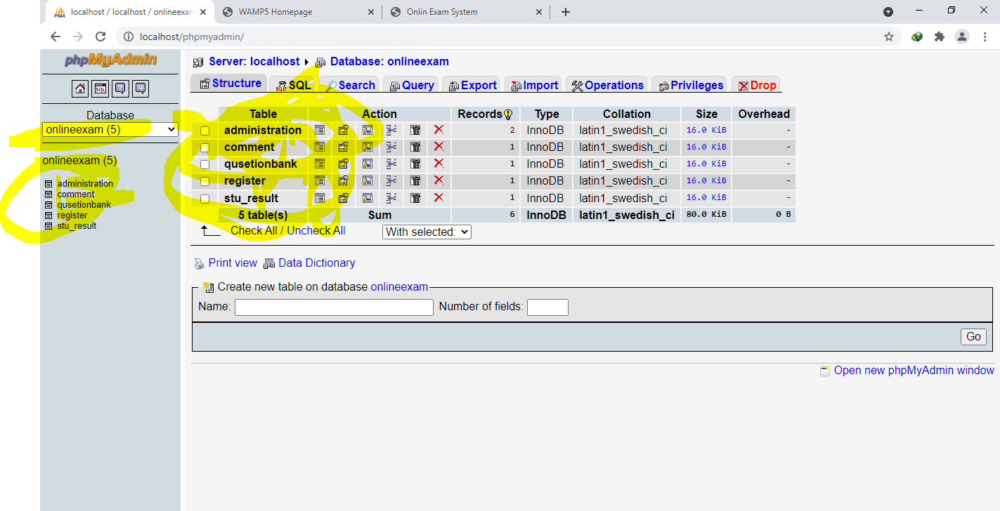 localhost / localhost / onlineexan
WAMP5 Homepage
Onlin Exam System
localhost/phpmyadmin/
phpMyAdmin
Server: localhost
Database: onlineexam
Structure
SQL
Search
Query
Export
Import
Operations
Privileges
Drop
Database
onlineexam (5)
onlineexam (5)
administration
comment
qusetionbank
register
stu_result
Table Action Records Type Collation Size Overhead
administration 2 InnoDB latin1_swedish_ci 16.0 KiB -
comment 1 InnoDB latin1_swedish_ci 16.0 KiB -
qusetionbank 1 InnoDB latin1_swedish_ci 16.0 KiB -
register 1 InnoDB latin1_swedish_ci 16.0 KiB -
stu_result 1 InnoDB latin1_swedish_ci 16.0 KiB -
5 table(s) Sum 6 InnoDB latin1_swedish_ci 80.0 KiB 0 B
Check All / Uncheck All
With selected:
Print view
Data Dictionary
Create new table on database onlineexam
Name:
Number of fields:
Go
Open new phpMyAdmin window